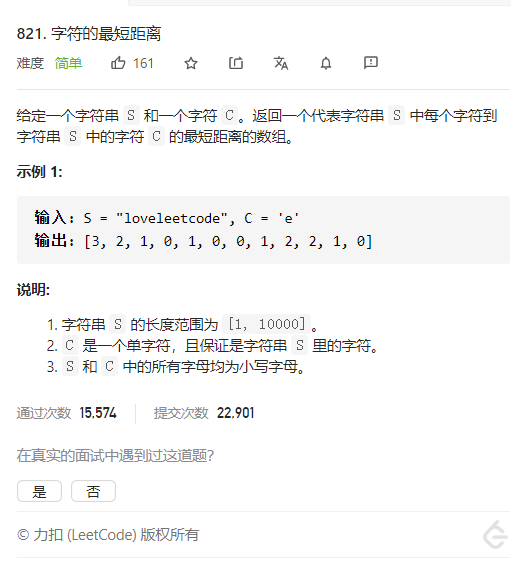 821. 字符的最短距离
难度 简单 161
给定一个字符串 S 和一个字符 C。返回一个代表字符串 S 中每个字符到
字符串 S 中的字符 C 的最短距离的数组。
示例 1:
输入: S = "loveleetcode", C = 'e'
输出: [3, 2, 1, 0, 1, 0, 0, 1, 2, 2, 1, 0]
说明:
1. 字符串 S 的长度范围为 [1, 10000]。
2. C 是一个单字符，且保证是字符串 S 里的字符。
3. S 和 C 中的所有字母均为小写字母。
通过次数 15,574 提交次数 22,901
在真实的面试中遇到过这道题?
是 否
© 力扣 (LeetCode) 版权所有